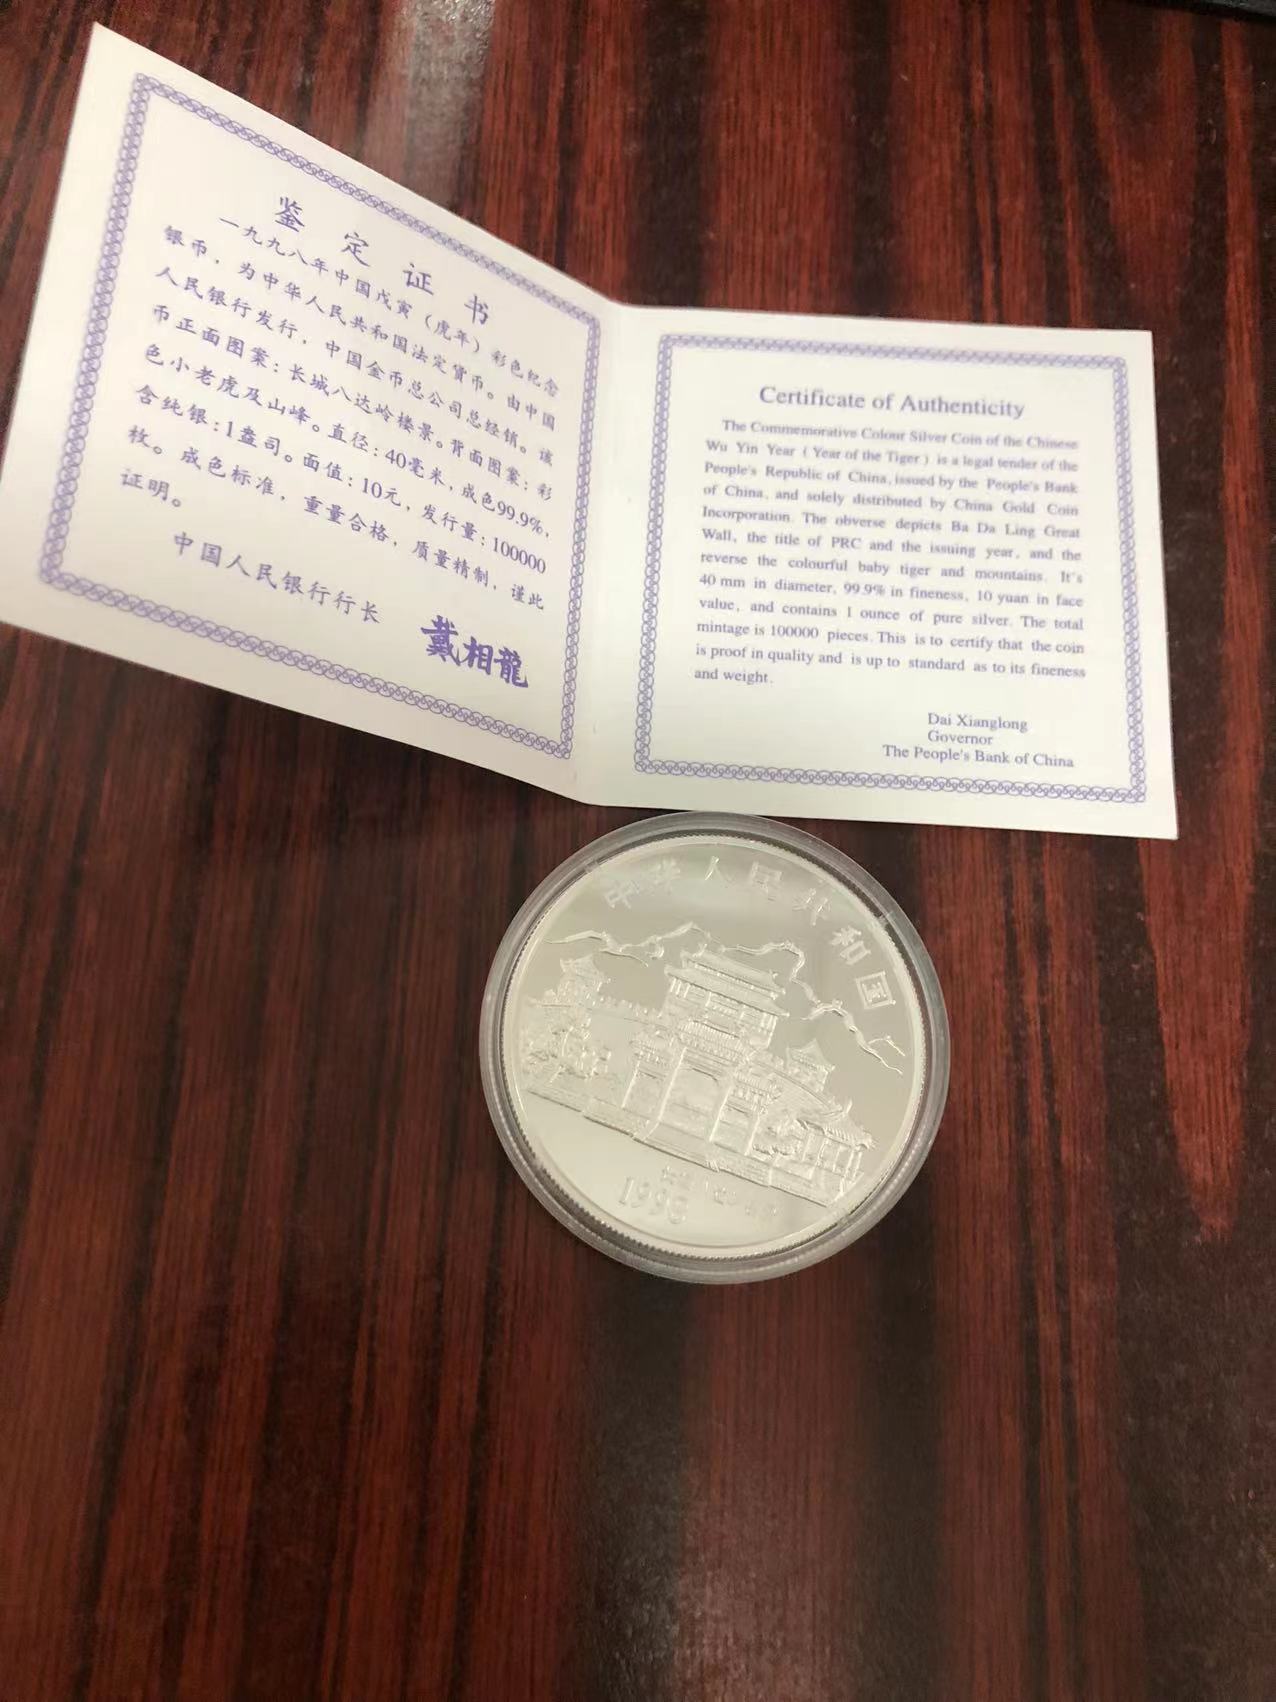 鉴定证书
一九九八年中国戊寅（虎年）彩色纪念
银币，为中华人民共和国法定货币。由中国
人民银行发行，中国金币总公司总经销。该
币正面图案：长城八达岭楼景。背面图案：彩
色小老虎及山峰。直径：40毫米，成色99.9%，
含纯银：1盎司。面值：10元，发行量：100000
枚。成色标准，重量合格，质量精制，谨此
证明。
中国人民银行行长
戴相龍
Certificate of Authenticity
The Commemorative Colour Silver Coin of the Chinese
Wu Yin Year ( Year of the Tiger ) is a legal tender of the
People's Republic of China, issued by the People's Bank
of China, and solely distributed by China Gold Coin
Incorporation. The obverse depicts Ba Da Ling Great
Wall, the title of PRC and the issuing year, and the
reverse the colourful baby tiger and mountains. It's
40 mm in diameter, 99.9% in fineness, 10 yuan in face
value, and contains 1 ounce of pure silver. The total
mintage is 100000 pieces. This is to certify that the coin
is proof in quality and is up to standard as to its fineness
and weight.
Dai Xianglong
Governor
The People's Bank of China
中华人民共和国
1998